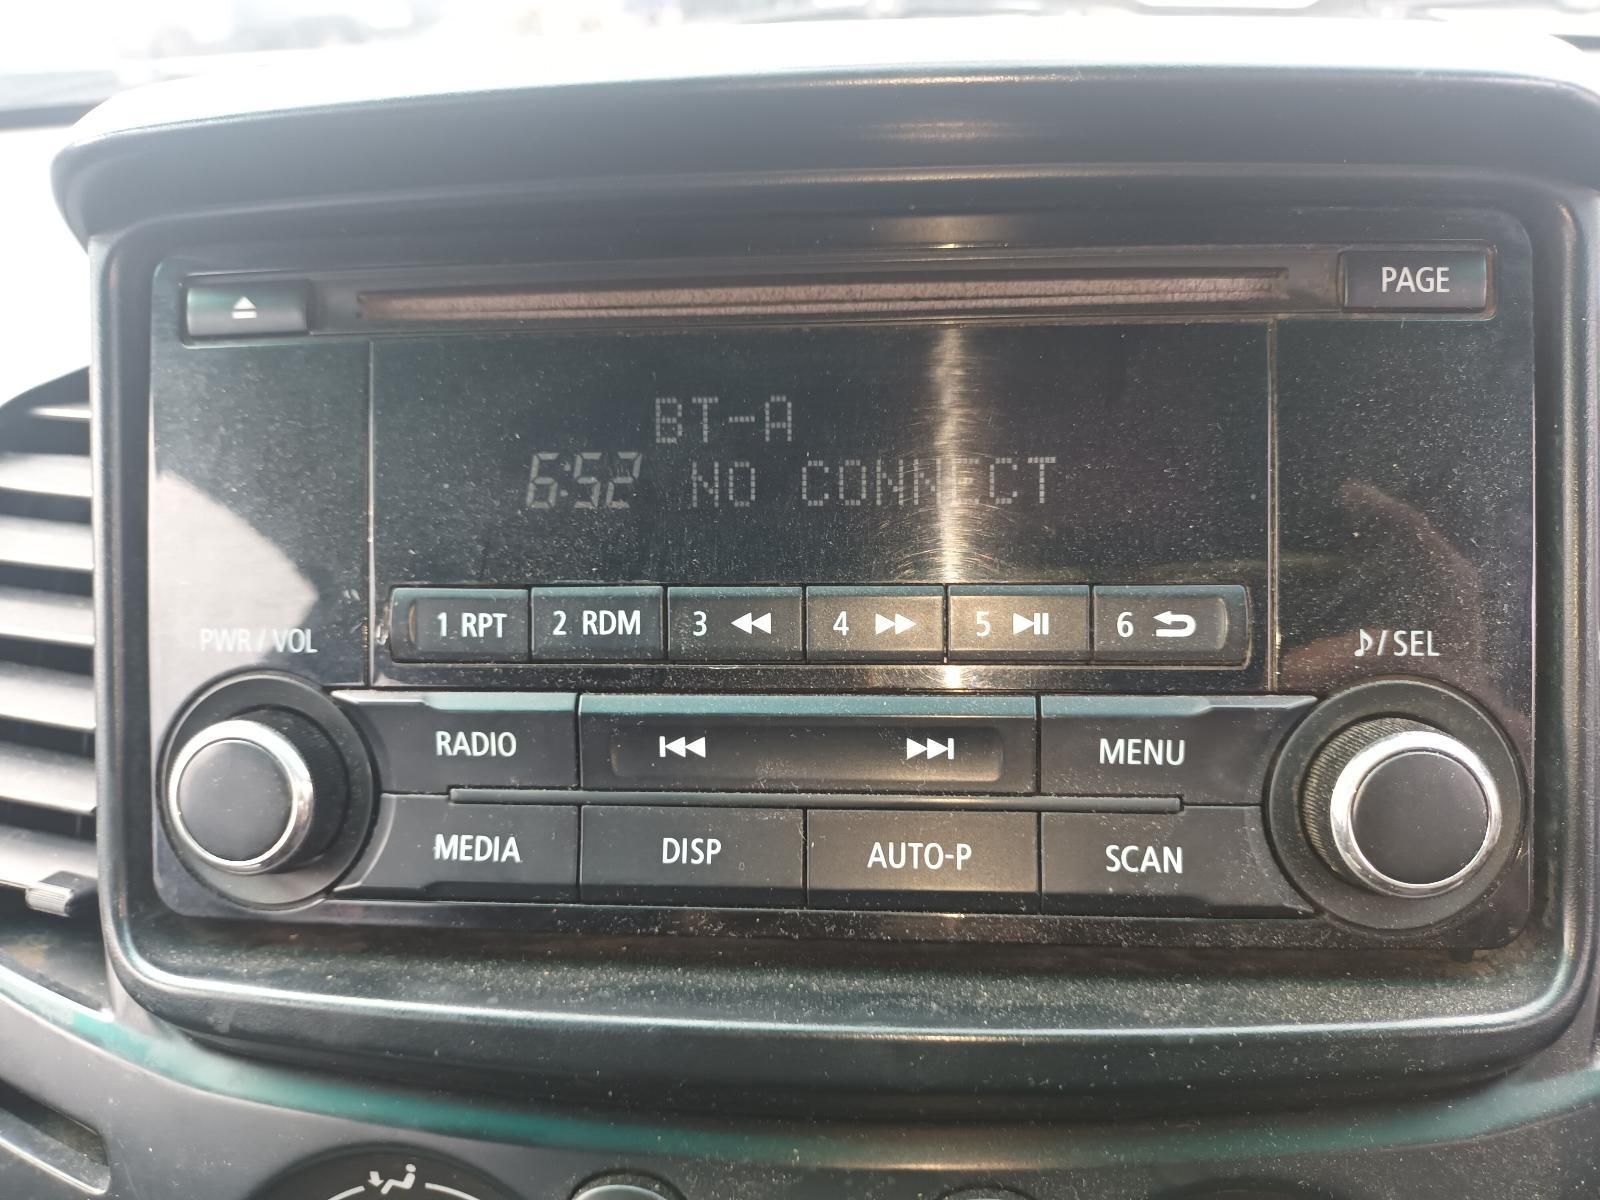 PAGE
BT-A
6:52 NO CONNECT
1 RPT 2 RDM 3 4 5 6
PWR / VOL
/ SEL
RADIO MENU
MEDIA DISP AUTO-P SCAN